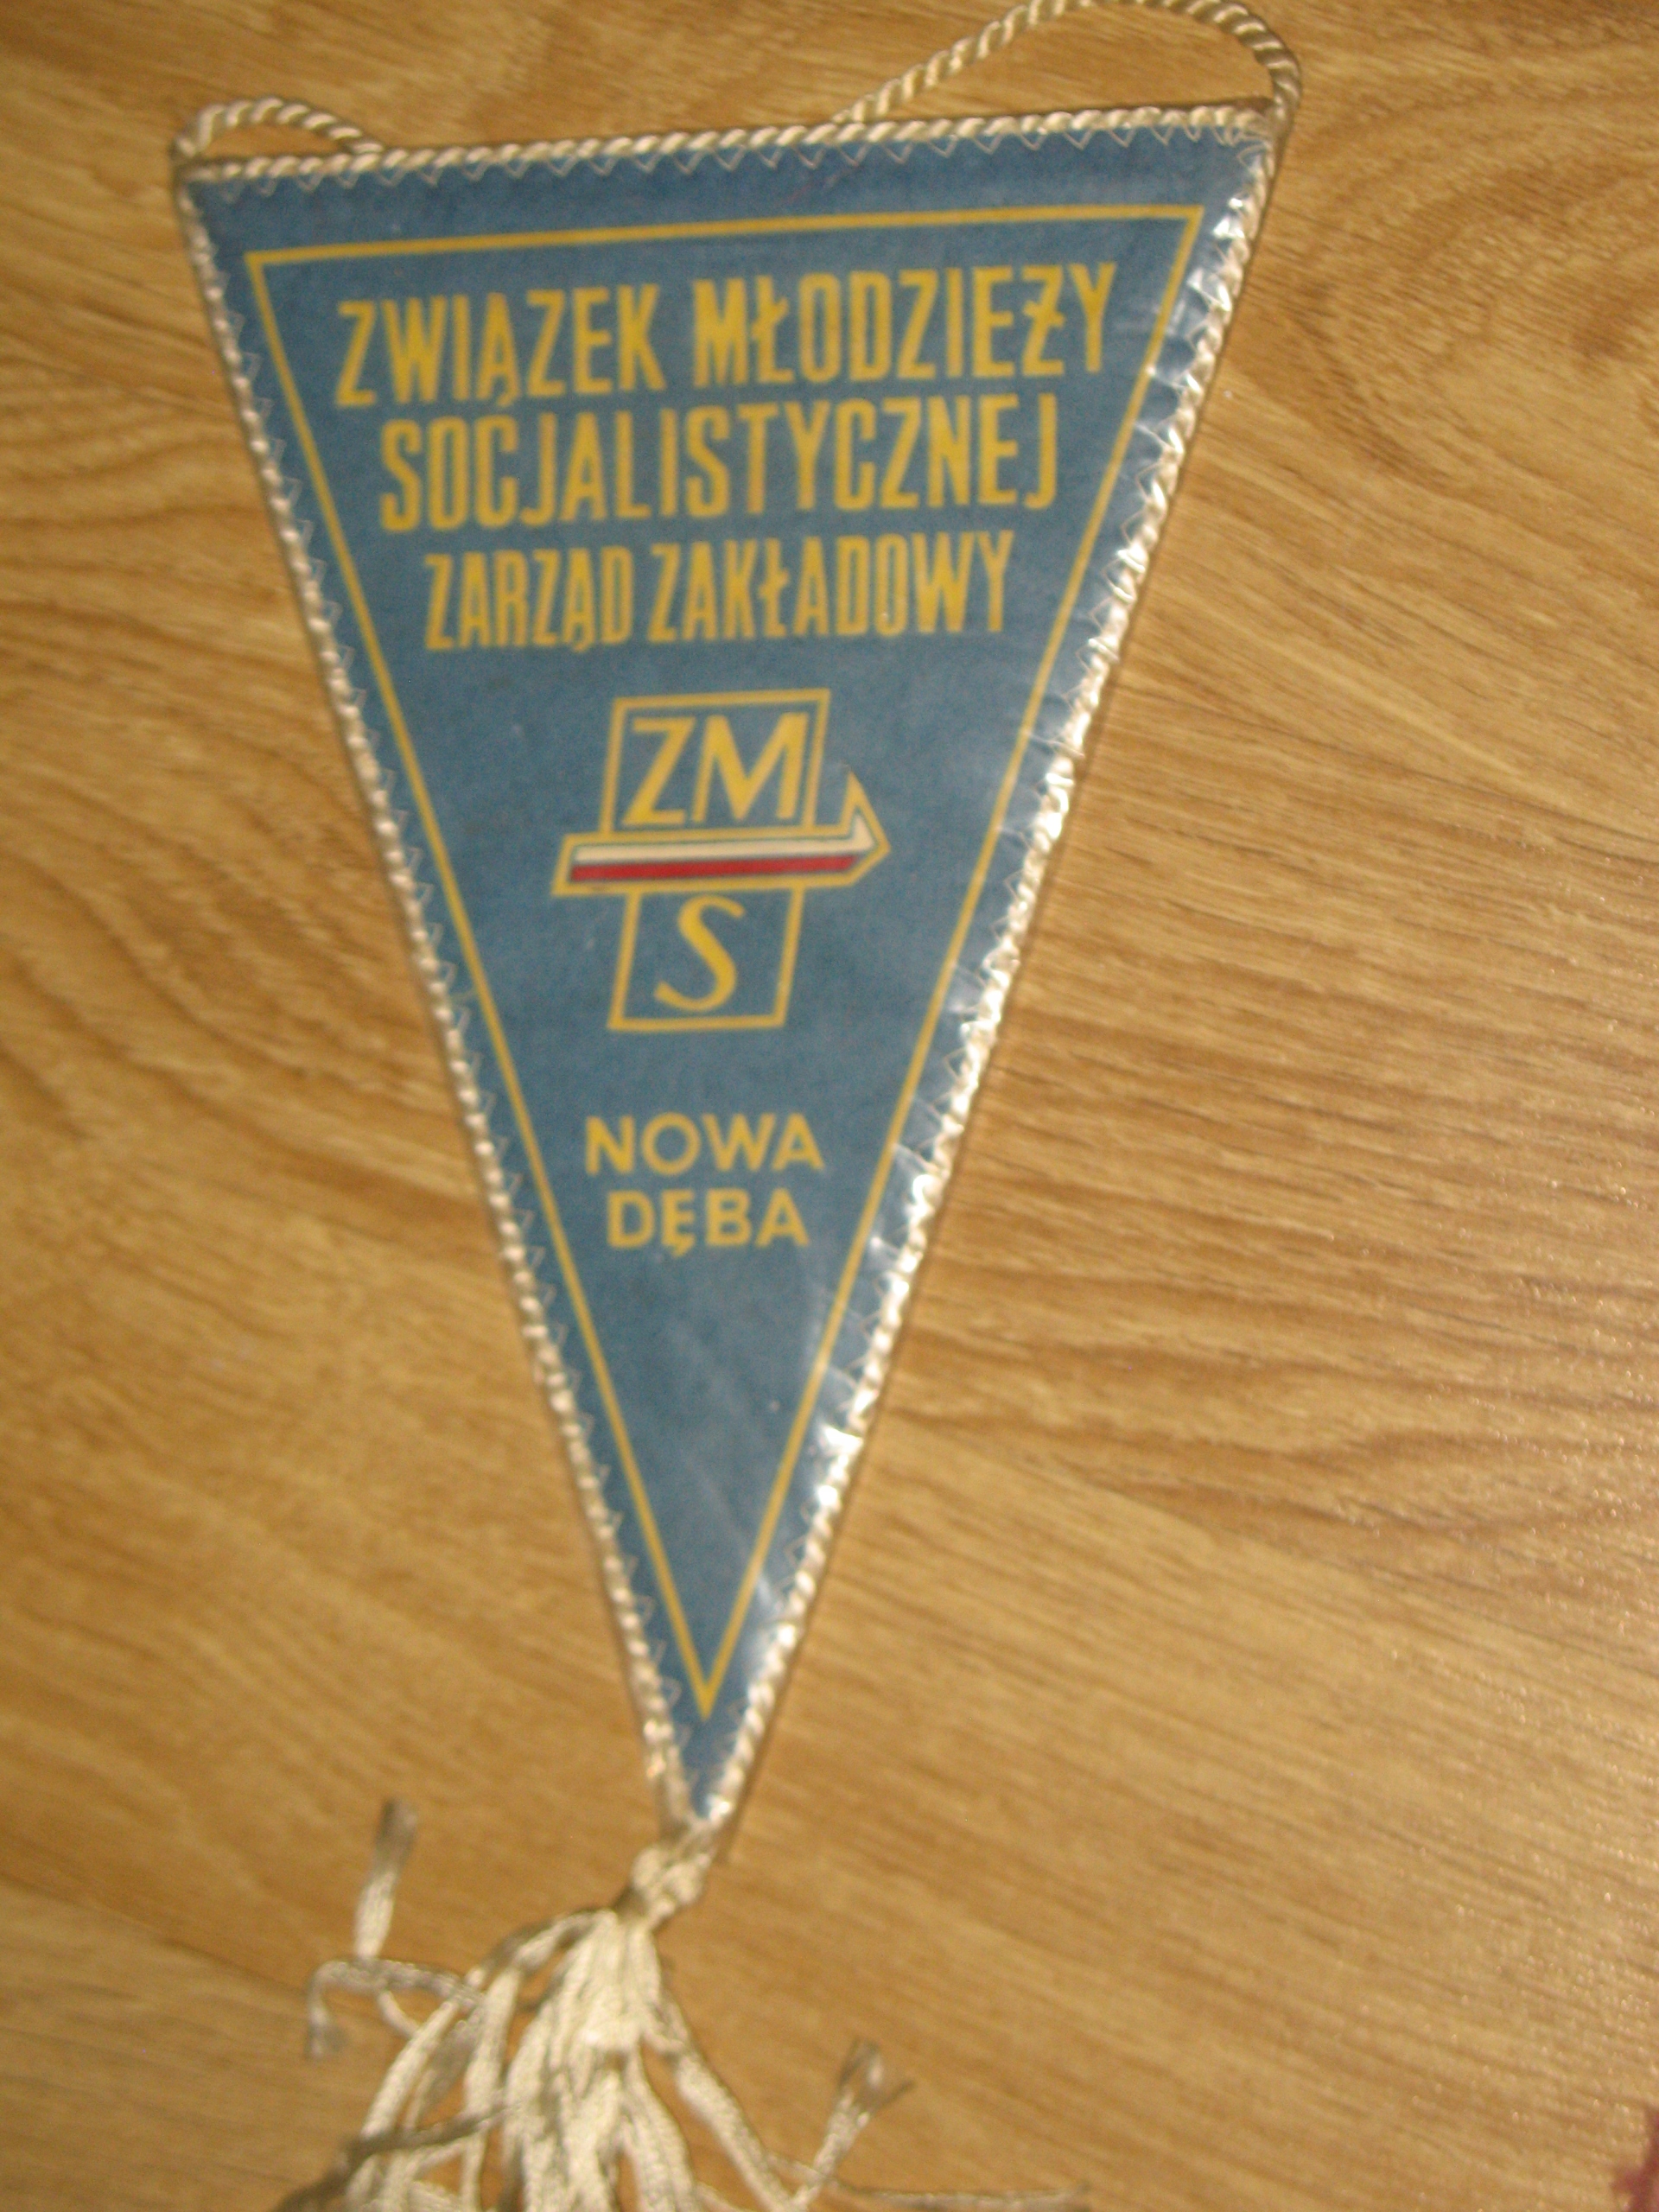 ZWIĄZEK MŁODZIEŻY
SOCJALISTYCZNEJ
ZARZĄD ZAKŁADOWY
ZM
S
NOWA
DĘBA